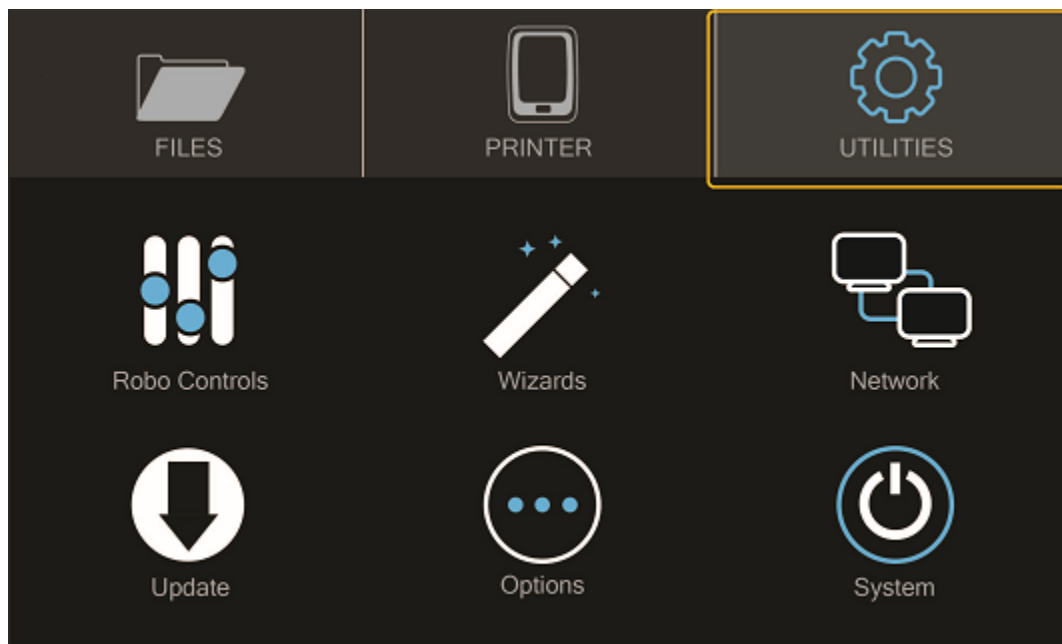 FILES
PRINTER
UTILITIES
Robo Controls
Wizards
Network
Update
Options
System